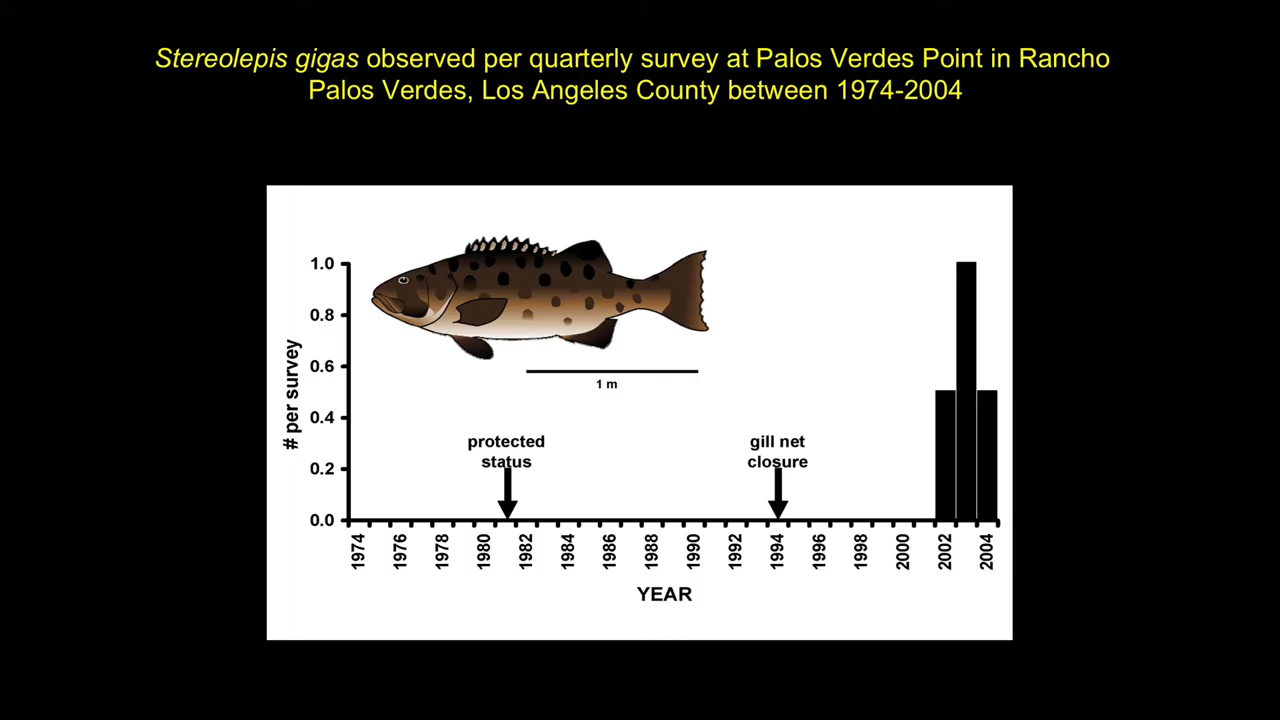 Stereolepis gigas observed per quarterly survey at Palos Verdes Point in Rancho
Palos Verdes, Los Angeles County between 1974-2004
1.0
0.8
0.6
0.4
0.2
0.0
# per survey
1 m
protected
status
gill net
closure
1974
1976
1978
1980
1982
1984
1986
1988
1990
1992
1994
1996
1998
2000
2002
2004
YEAR